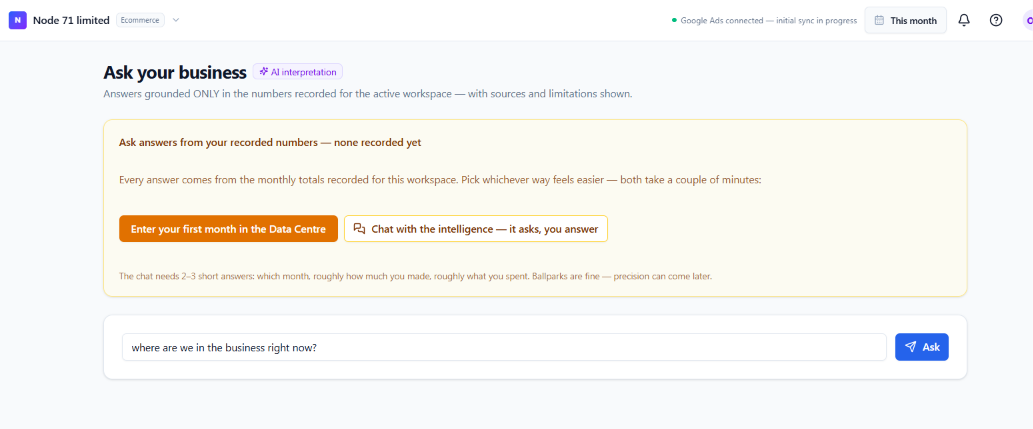 N Node 71 limited Ecommerce
Google Ads connected — initial sync in progress
This month
Ask your business
AI interpretation
Answers grounded ONLY in the numbers recorded for the active workspace — with sources and limitations shown.
Ask answers from your recorded numbers — none recorded yet
Every answer comes from the monthly totals recorded for this workspace. Pick whichever way feels easier — both take a couple of minutes:
Enter your first month in the Data Centre
Chat with the intelligence — it asks, you answer
The chat needs 2–3 short answers: which month, roughly how much you made, roughly what you spent. Ballparks are fine — precision can come later.
where are we in the business right now?
Ask